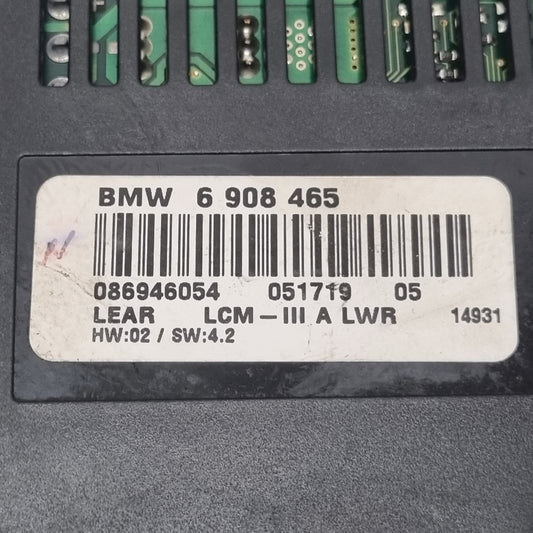 BMW 6 908 465
086946054 051719 05
LEAR LCM-III A LWR 14931
HW:02 / SW:4.2